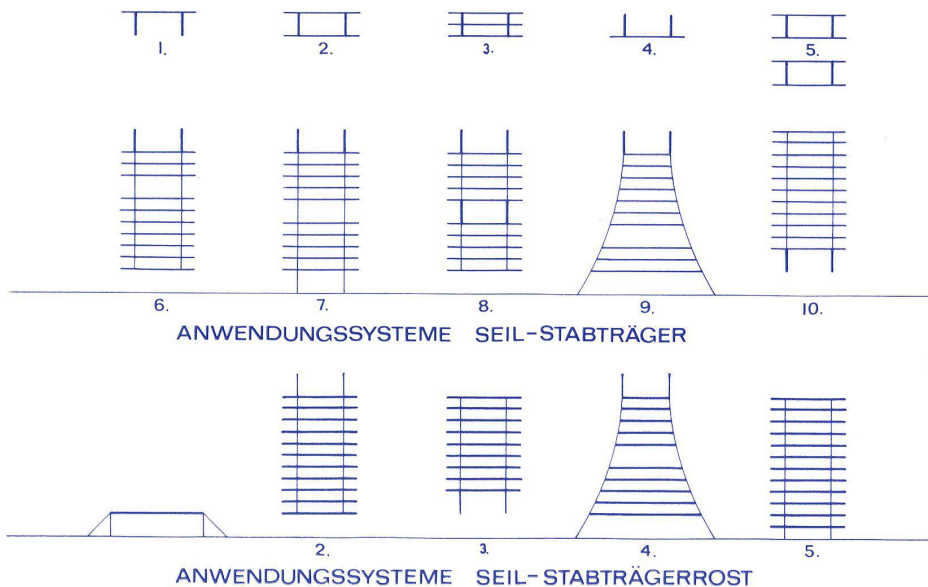 1. 2. 3. 4. 5.
6. 7. 8. 9. 10.
ANWENDUNGSSYSTEME SEIL-STABTRÄGER
2. 3. 4. 5.
ANWENDUNGSSYSTEME SEIL-STABTRÄGERROST